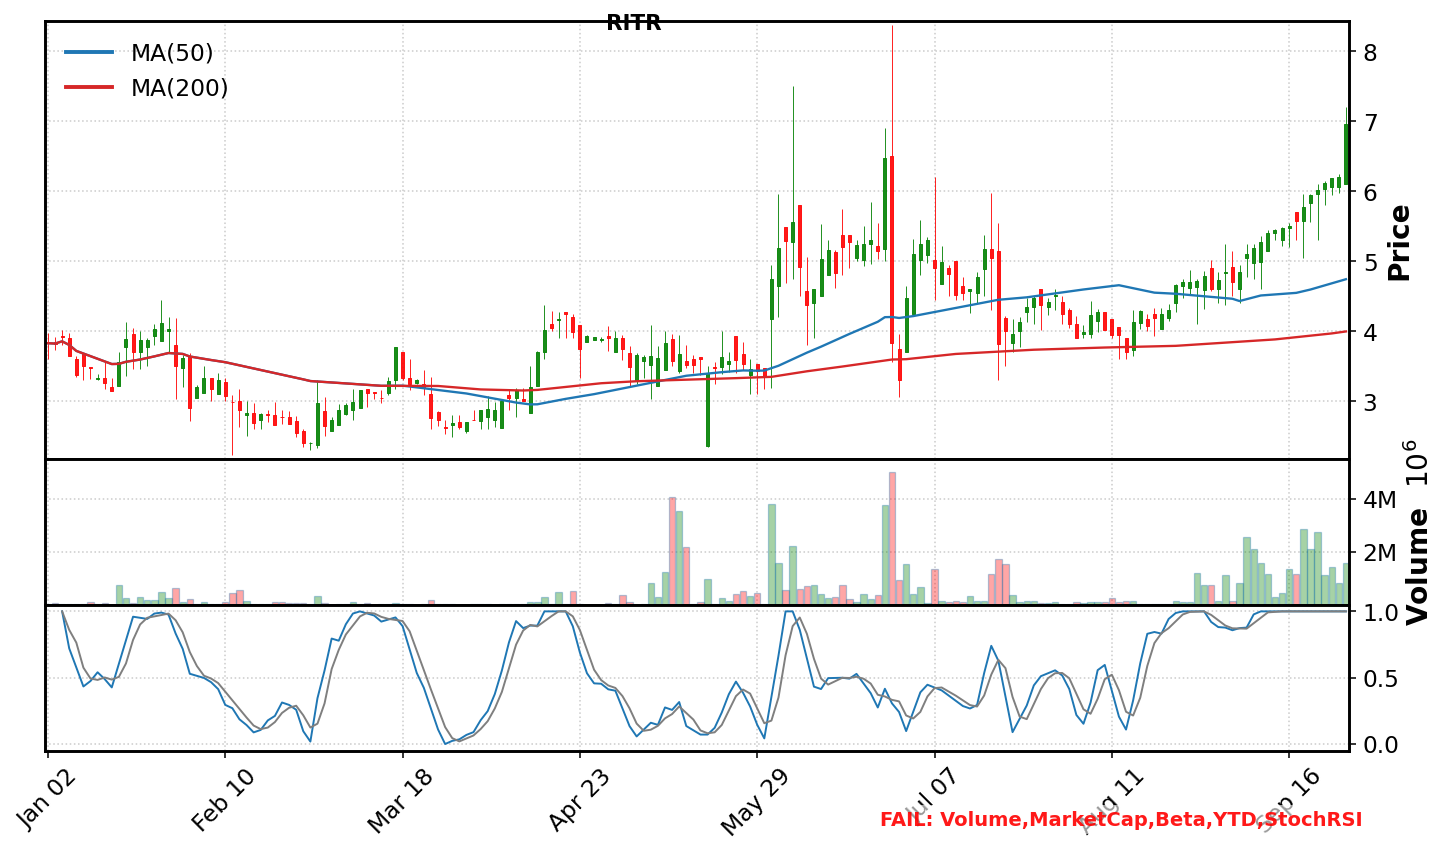 RITR
MA(50)
MA(200)
8
7
6
5
4
3
Price
10^6
4M
2M
Volume
1.0
0.5
0.0
Jan 02
Feb 10
Mar 18
Apr 23
May 29
Jul 07
Aug 11
Sep 16
FAIL: Volume,MarketCap,Beta,YTD,StochRSI